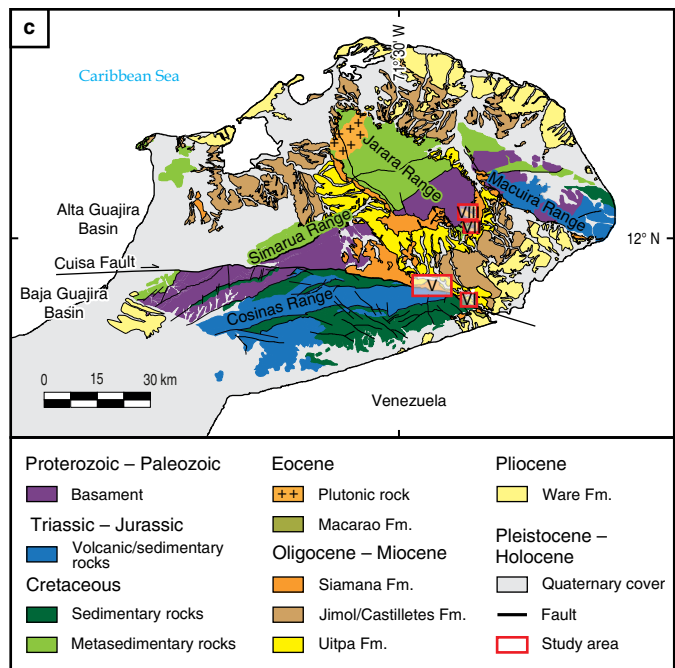 c
71° 30' W
Caribbean Sea
Jarara Range
Macuira Range
VIII
VII
Alta Guajira
Basin
12° N
Simarua Range
Cuisa Fault
V
Baja Guajira
Basin
VI
Cosinas Range
0 15 30 km
Venezuela
Proterozoic – Paleozoic
Basament
Triassic – Jurassic
Volcanic/sedimentary
rocks
Cretaceous
Sedimentary rocks
Metasedimentary rocks
Eocene
Plutonic rock
Macarao Fm.
Oligocene – Miocene
Siamana Fm.
Jimol/Castilletes Fm.
Uitpa Fm.
Pliocene
Ware Fm.
Pleistocene –
Holocene
Quaternary cover
Fault
Study area